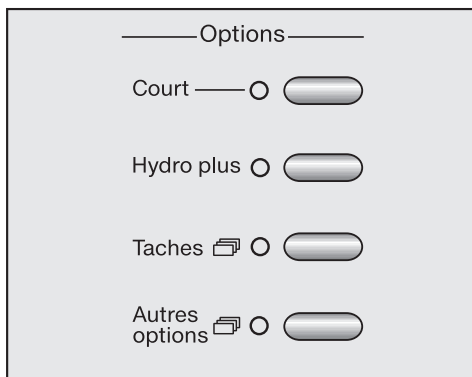 Options
Court
Hydro plus
Taches
Autres
options